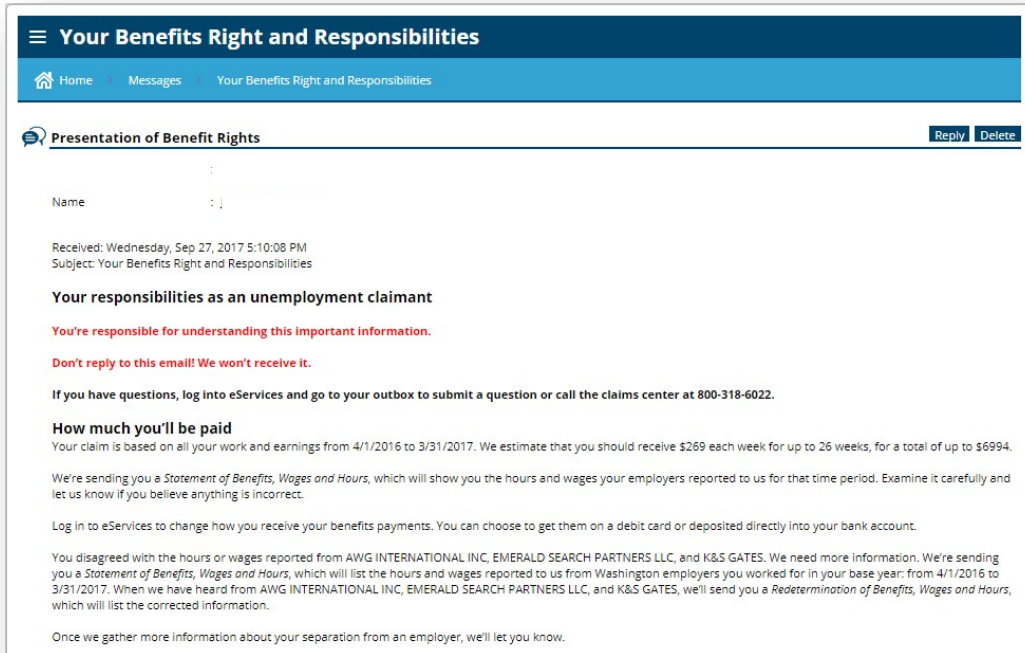 Your Benefits Right and Responsibilities
Home Messages Your Benefits Right and Responsibilities
Presentation of Benefit Rights Reply Delete
:
Name :
Received: Wednesday, Sep 27, 2017 5:10:08 PM
Subject: Your Benefits Right and Responsibilities
Your responsibilities as an unemployment claimant
You're responsible for understanding this important information.
Don't reply to this email! We won't receive it.
If you have questions, log into eServices and go to your outbox to submit a question or call the claims center at 800-318-6022.
How much you'll be paid
Your claim is based on all your work and earnings from 4/1/2016 to 3/31/2017. We estimate that you should receive $269 each week for up to 26 weeks, for a total of up to $6994.
We're sending you a Statement of Benefits, Wages and Hours, which will show you the hours and wages your employers reported to us for that time period. Examine it carefully and
let us know if you believe anything is incorrect.
Log in to eServices to change how you receive your benefits payments. You can choose to get them on a debit card or deposited directly into your bank account.
You disagreed with the hours or wages reported from AWG INTERNATIONAL INC, EMERALD SEARCH PARTNERS LLC, and K&S GATES. We need more information. We're sending
you a Statement of Benefits, Wages and Hours, which will list the hours and wages reported to us from Washington employers you worked for in your base year: from 4/1/2016 to
3/31/2017. When we have heard from AWG INTERNATIONAL INC, EMERALD SEARCH PARTNERS LLC, and K&S GATES, we'll send you a Redetermination of Benefits, Wages and Hours,
which will list the corrected information.
Once we gather more information about your separation from an employer, we'll let you know.